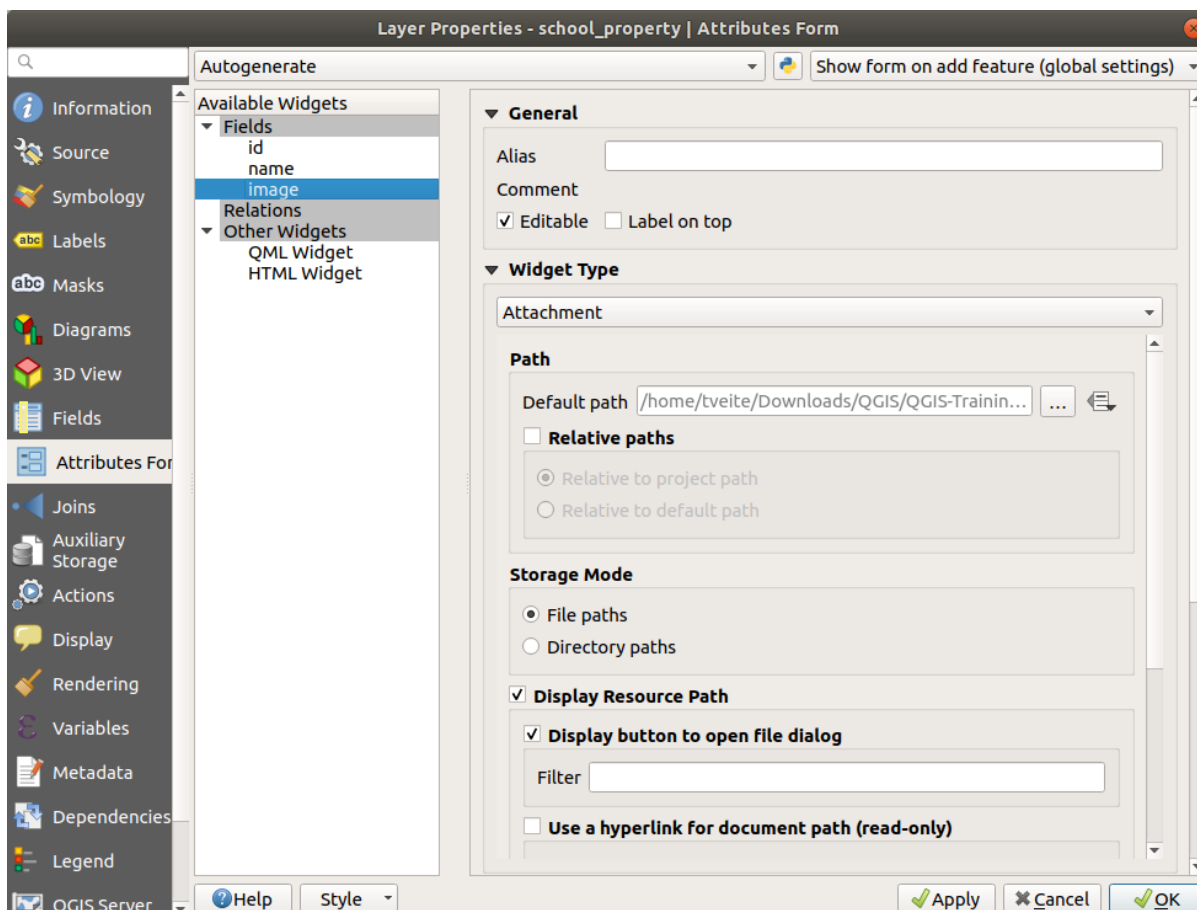 Layer Properties - school_property | Attributes Form
Autogenerate
Show form on add feature (global settings)
Information
Source
Symbology
abc Labels
abc Masks
Diagrams
3D View
Fields
Attributes For
Joins
Auxiliary
Storage
Actions
Display
Rendering
Variables
Metadata
Dependencies
Legend
QGIS Server
Available Widgets
Fields
id
name
image
Relations
Other Widgets
QML Widget
HTML Widget
General
Alias
Comment
Editable Label on top
Widget Type
Attachment
Path
Default path /home/tveite/Downloads/QGIS/QGIS-Trainin... ...
Relative paths
Relative to project path
Relative to default path
Storage Mode
File paths
Directory paths
Display Resource Path
Display button to open file dialog
Filter
Use a hyperlink for document path (read-only)
Help Style Apply Cancel OK